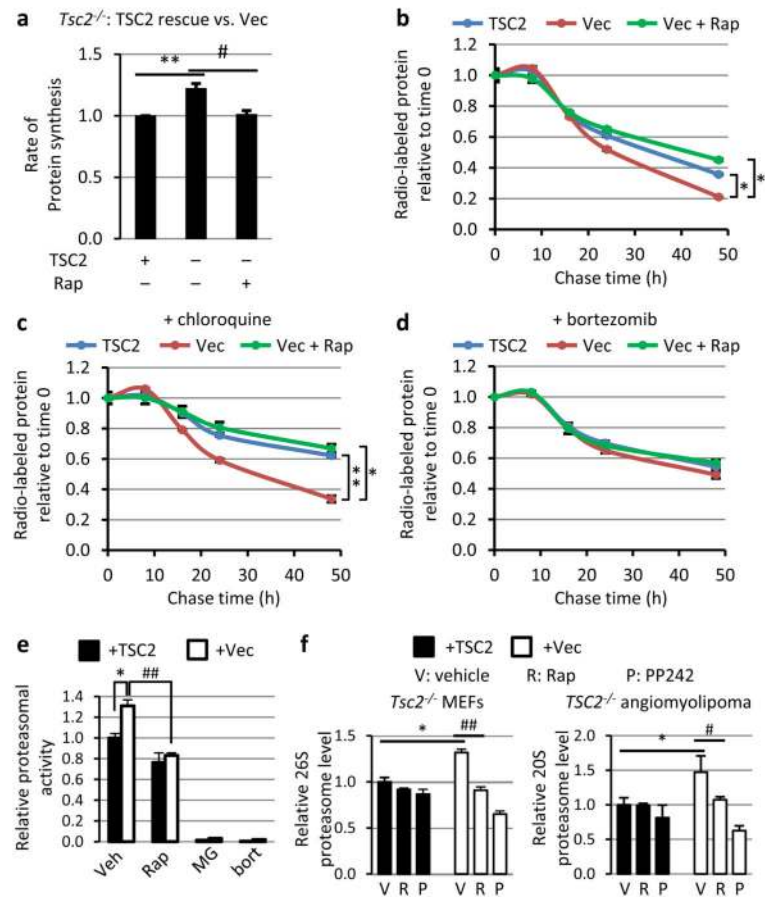 a Tsc2-/-: TSC2 rescue vs. Vec
** #
Rate of
Protein synthesis
1.5
1.0
0.5
0.0
TSC2 + – –
Rap – – +
b
TSC2 Vec Vec + Rap
Radio-labeled protein
relative to time 0
1.2
1.0
0.8
0.6
0.4
0.2
0.0
* *
0 10 20 30 40 50
Chase time (h)
c + chloroquine
TSC2 Vec Vec + Rap
Radio-labeled protein
relative to time 0
1.2
1.0
0.8
0.6
0.4
0.2
0.0
** *
0 10 20 30 40 50
Chase time (h)
d + bortezomib
TSC2 Vec Vec + Rap
Radio-labeled protein
relative to time 0
1.2
1.0
0.8
0.6
0.4
0.2
0.0
0 10 20 30 40 50
Chase time (h)
e +TSC2 +Vec
Relative proteasomal
activity
* ##
1.4
1.2
1.0
0.8
0.6
0.4
0.2
0.0
Veh Rap MG bort
f +TSC2 +Vec
V: vehicle R: Rap P: PP242
Tsc2-/- MEFs
Relative 26S
proteasome level
* ##
1.5
1.0
0.5
0.0
V R P V R P
TSC2-/- angiomyolipoma
Relative 20S
proteasome level
* #
2.0
1.5
1.0
0.5
0.0
V R P V R P